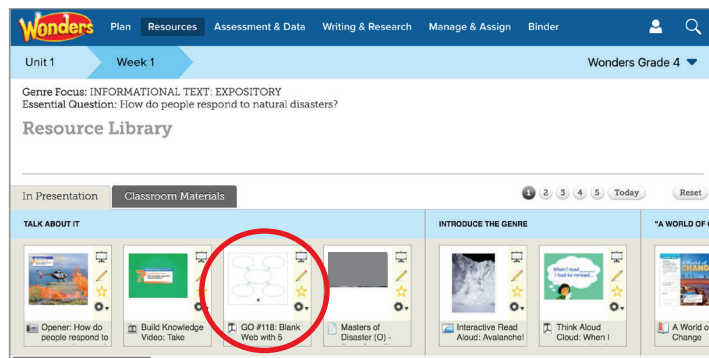 Wonders Plan Resources Assessment & Data Writing & Research Manage & Assign Binder
Unit 1 Week 1 Wonders Grade 4
Genre Focus: INFORMATIONAL TEXT: EXPOSITORY
Essential Question: How do people respond to natural disasters?
Resource Library
In Presentation Classroom Materials 1 2 3 4 5 Today Reset
TALK ABOUT IT INTRODUCE THE GENRE "A WORLD OF
When I read
I had to reread...
A World of
CHANG
Opener: How do
people respond to
Build Knowledge
Video: Take
GO #118: Blank
Web with 5
Masters of
Disaster (O) -
Interactive Read
Aloud: Avalanche!
Think Aloud
Cloud: When I
A World o
Change